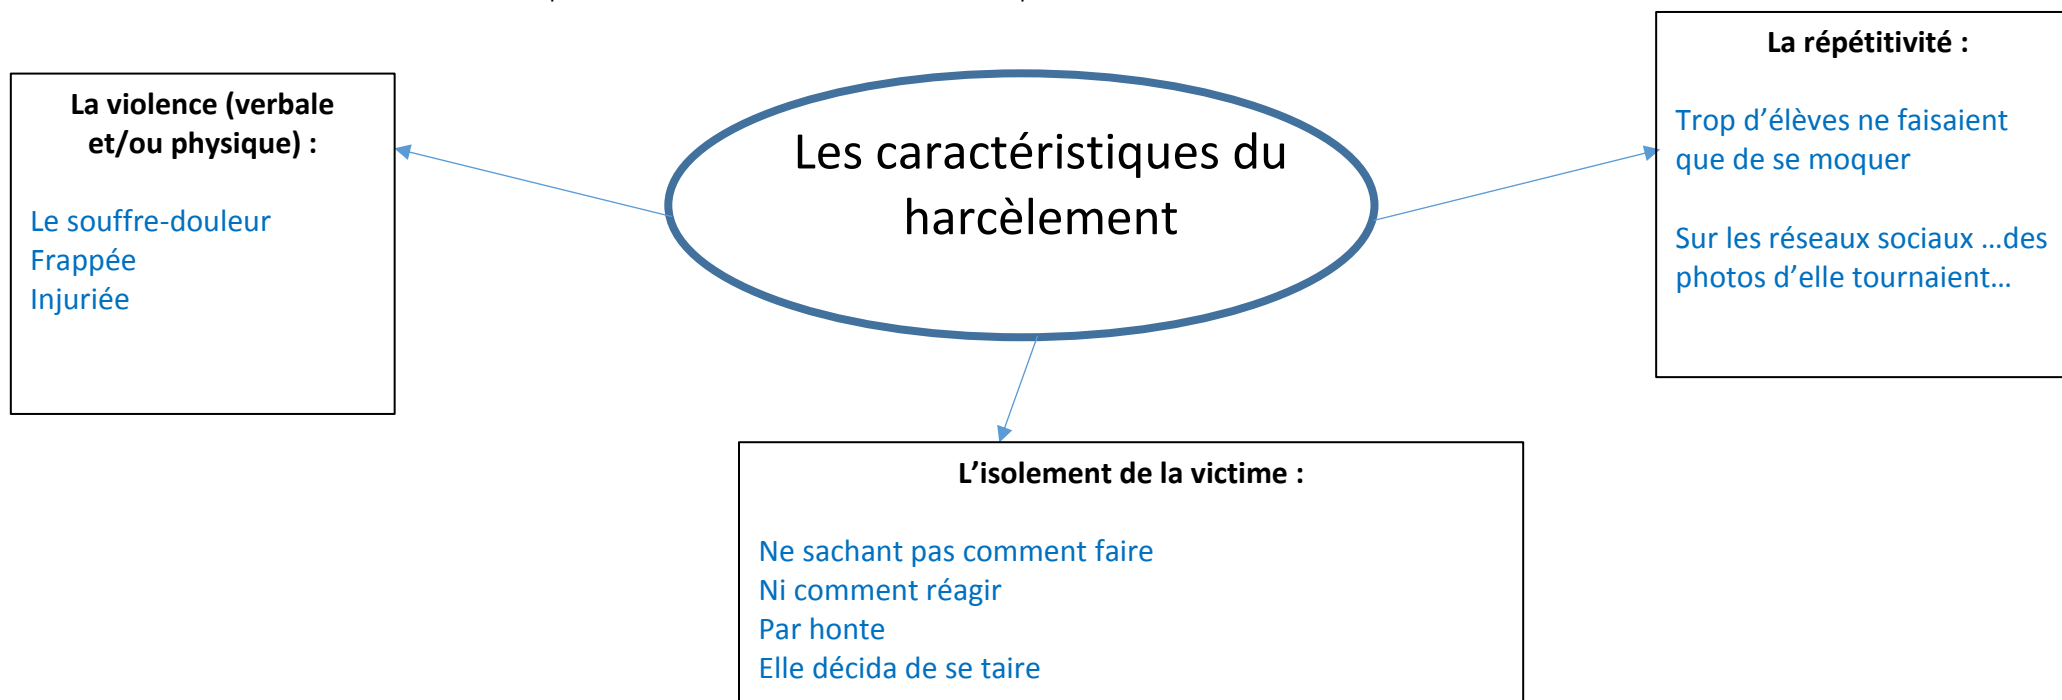 La violence (verbale
et/ou physique) :
Le souffre-douleur
Frappée
Injuriée
Les caractéristiques du
harcèlement
La répétitivité :
Trop d’élèves ne faisaient
que de se moquer
Sur les réseaux sociaux …des
photos d’elle tournaient…
L’isolement de la victime :
Ne sachant pas comment faire
Ni comment réagir
Par honte
Elle décida de se taire